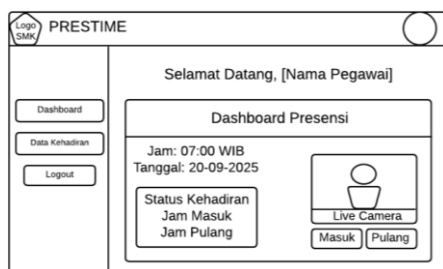 Logo
SMK
PRESTIME
Selamat Datang, [Nama Pegawai]
Dashboard
Data Kehadiran
Logout
Dashboard Presensi
Jam: 07:00 WIB
Tanggal: 20-09-2025
Status Kehadiran
Jam Masuk
Jam Pulang
Live Camera
Masuk
Pulang